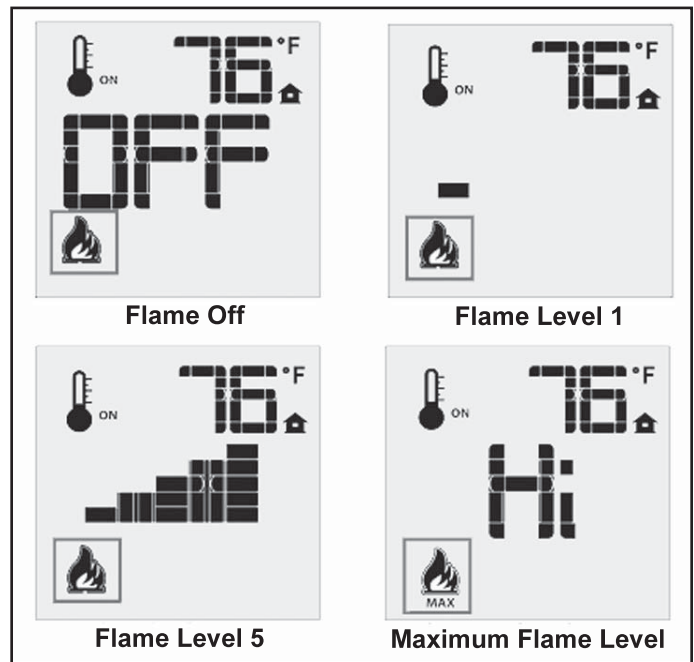 76 °F
ON
OFF
Flame Off
76 °F
ON
Flame Level 1
76 °F
ON
Flame Level 5
76 °F
ON
Hi
MAX
Maximum Flame Level